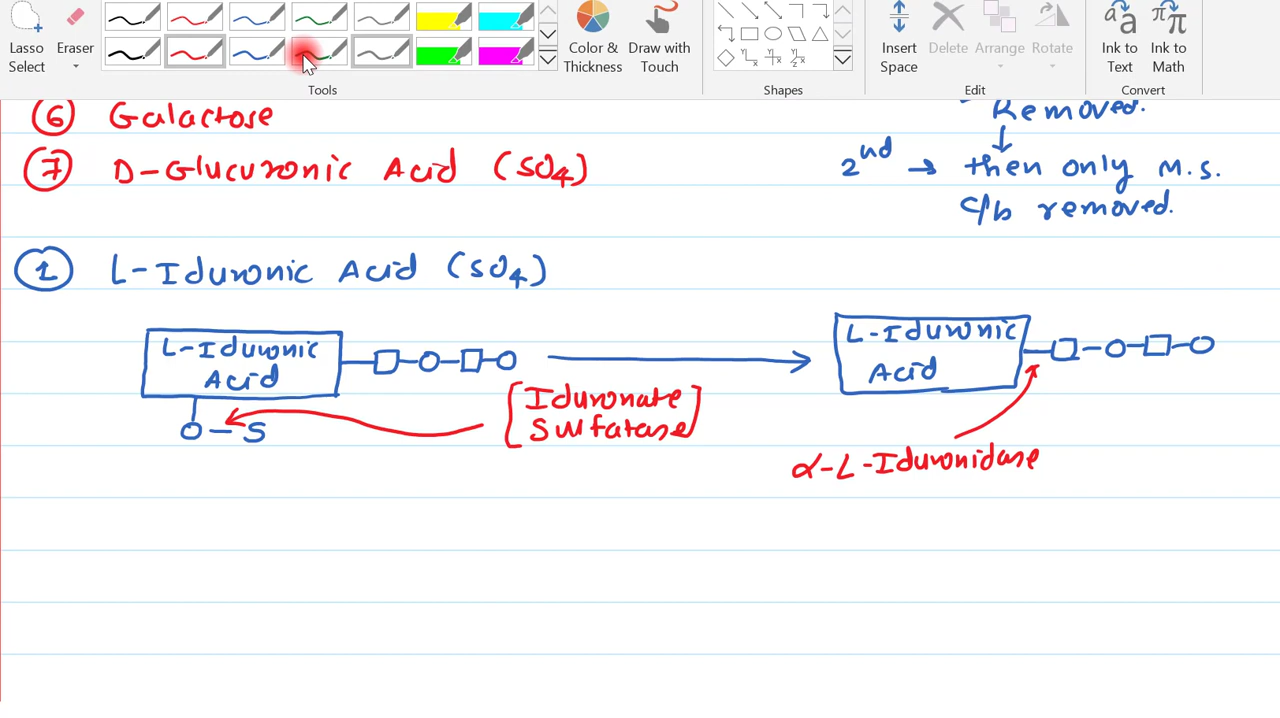 Lasso Select
Eraser
Color & Thickness
Draw with Touch
Insert Space
Delete
Arrange
Rotate
Ink to Text
Ink to Math
Tools
Shapes
Edit
Convert
⑥ Galactose
Removed.
⑦ D-Glucuronic Acid (SO4)
2nd → then only M.S.
C/b removed.
① L-Iduronic Acid (SO4)
L-Iduronic Acid
O-S
[Iduronate Sulfatase]
L-Iduronic Acid
α-L-Iduronidase